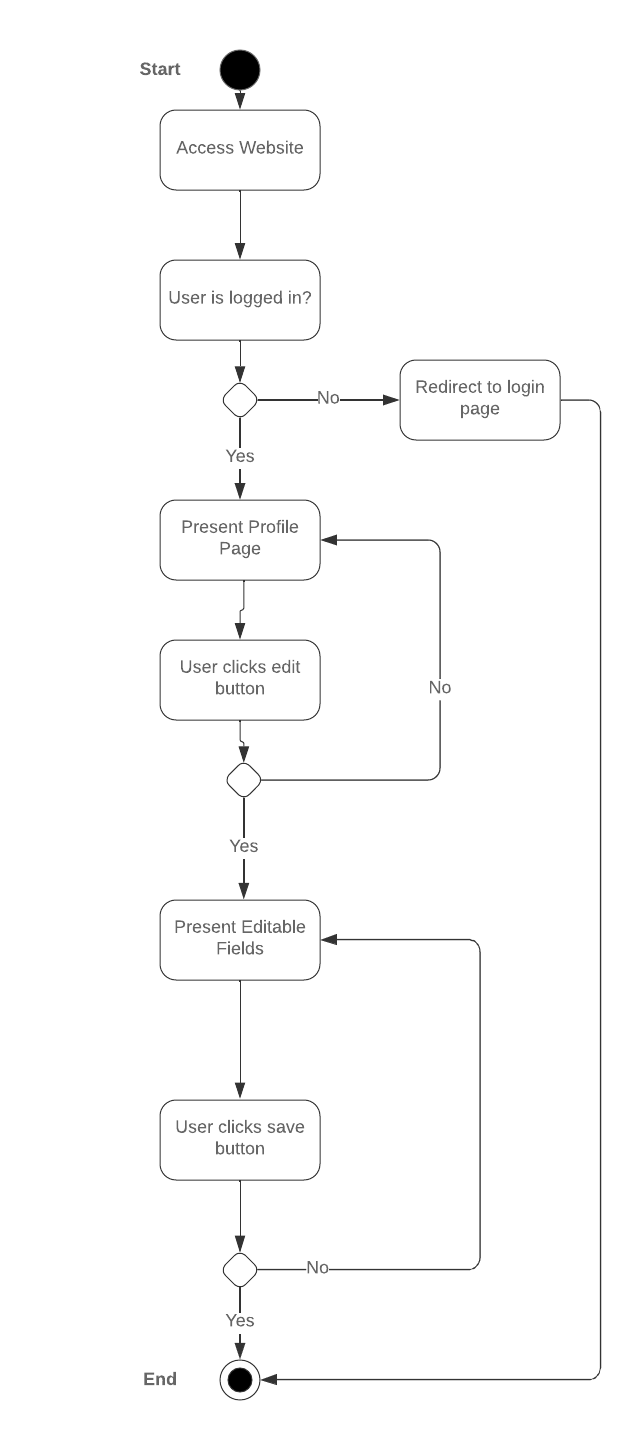 Start
Access Website
User is logged in?
No
Redirect to login
page
Yes
Present Profile
Page
User clicks edit
button
No
Yes
Present Editable
Fields
User clicks save
button
No
Yes
End